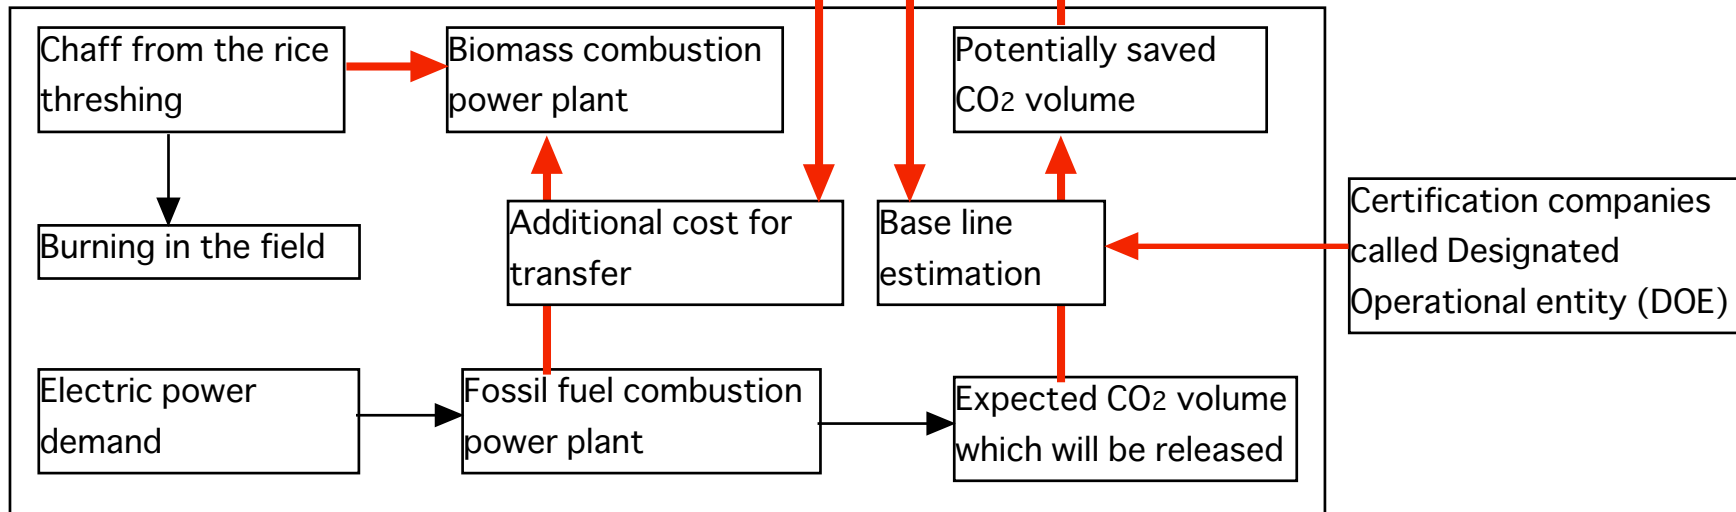 Chaff from the rice
threshing
Biomass combustion
power plant
Potentially saved
CO2 volume
Burning in the field
Additional cost for
transfer
Base line
estimation
Certification companies
called Designated
Operational entity (DOE)
Electric power
demand
Fossil fuel combustion
power plant
Expected CO2 volume
which will be released